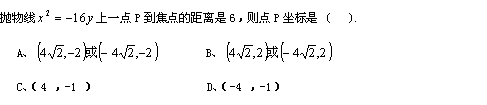 抛物线 x² = −16y 上一点 P 到焦点的距离是 6，则点 P 坐标是（ ）.
A、(4√2,−2)或(−4√2,−2) B、(4√2,2)或(−4√2,2)
C、( 4 ，-1 ) D、( -4 ，-1 )